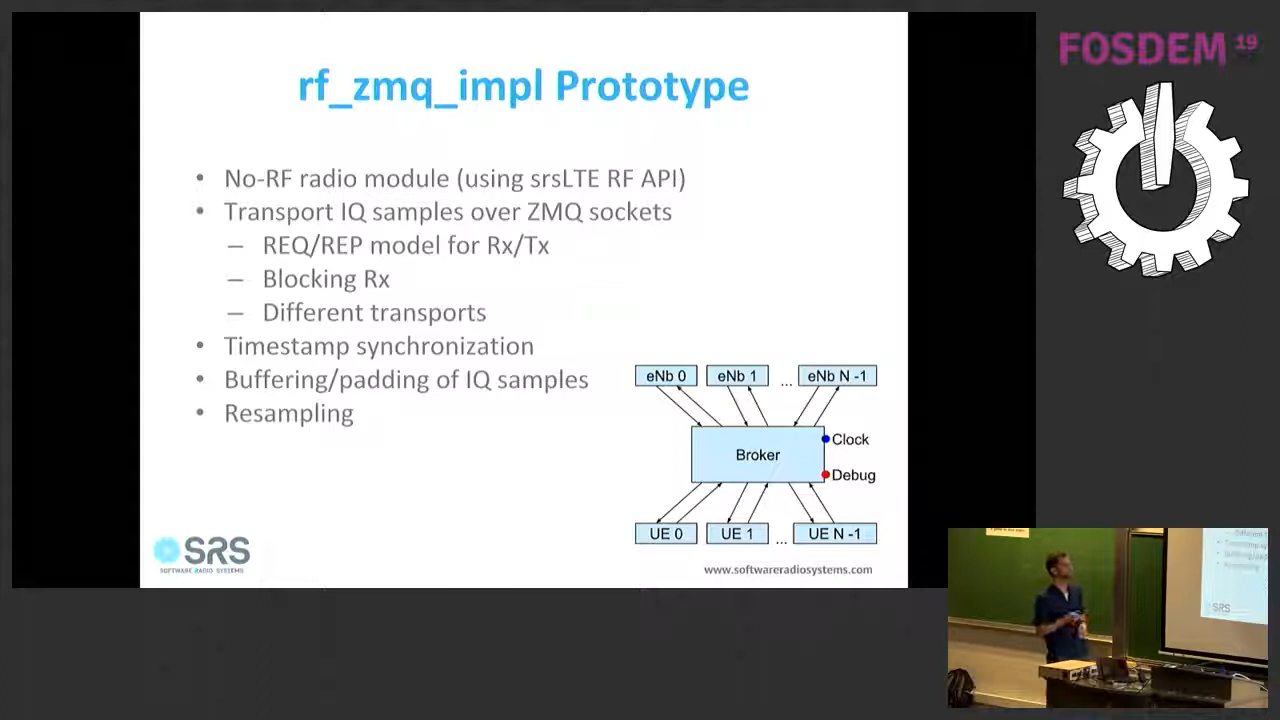 rf_zmq_impl Prototype
• No-RF radio module (using srsLTE RF API)
• Transport IQ samples over ZMQ sockets
– REQ/REP model for Rx/Tx
– Blocking Rx
– Different transports
• Timestamp synchronization
• Buffering/padding of IQ samples
• Resampling
eNb 0 eNb 1 ... eNb N -1
Broker
Clock
Debug
UE 0 UE 1 ... UE N -1
SRS
SOFTWARE RADIO SYSTEMS
www.softwareradiosystems.com
FOSDEM 19
SRS